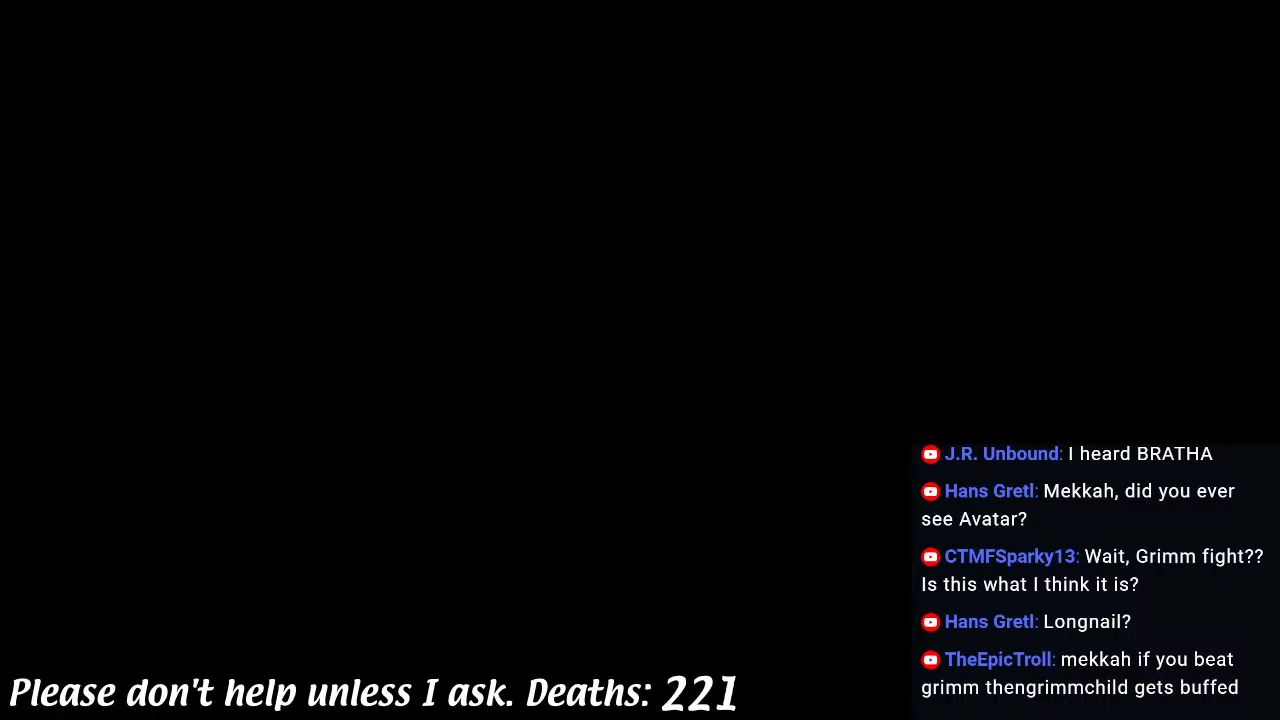 J.R. Unbound: I heard BRATHA
Hans Gretl: Mekkah, did you ever
see Avatar?
CTMFSparky13: Wait, Grimm fight??
Is this what I think it is?
Hans Gretl: Longnail?
TheEpicTroll: mekkah if you beat
grimm thengrimmchild gets buffed
Please don't help unless I ask. Deaths: 221